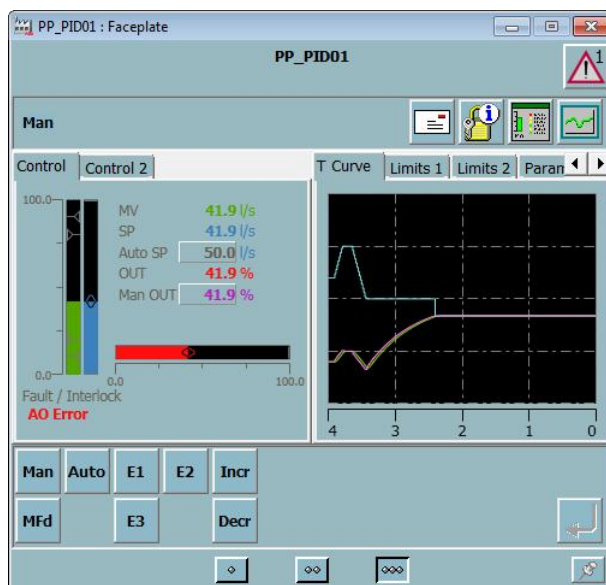 PP_PID01 : Faceplate
PP_PID01
1
Man
Control Control 2
T Curve Limits 1 Limits 2 Param
100.0
MV 41.9 l/s
SP 41.9 l/s
Auto SP 50.0 l/s
OUT 41.9 %
Man OUT 41.9 %
0.0
0.0 100.0
Fault / Interlock
AO Error
4 3 2 1 0
Man Auto E1 E2 Incr
MFd E3 Decr